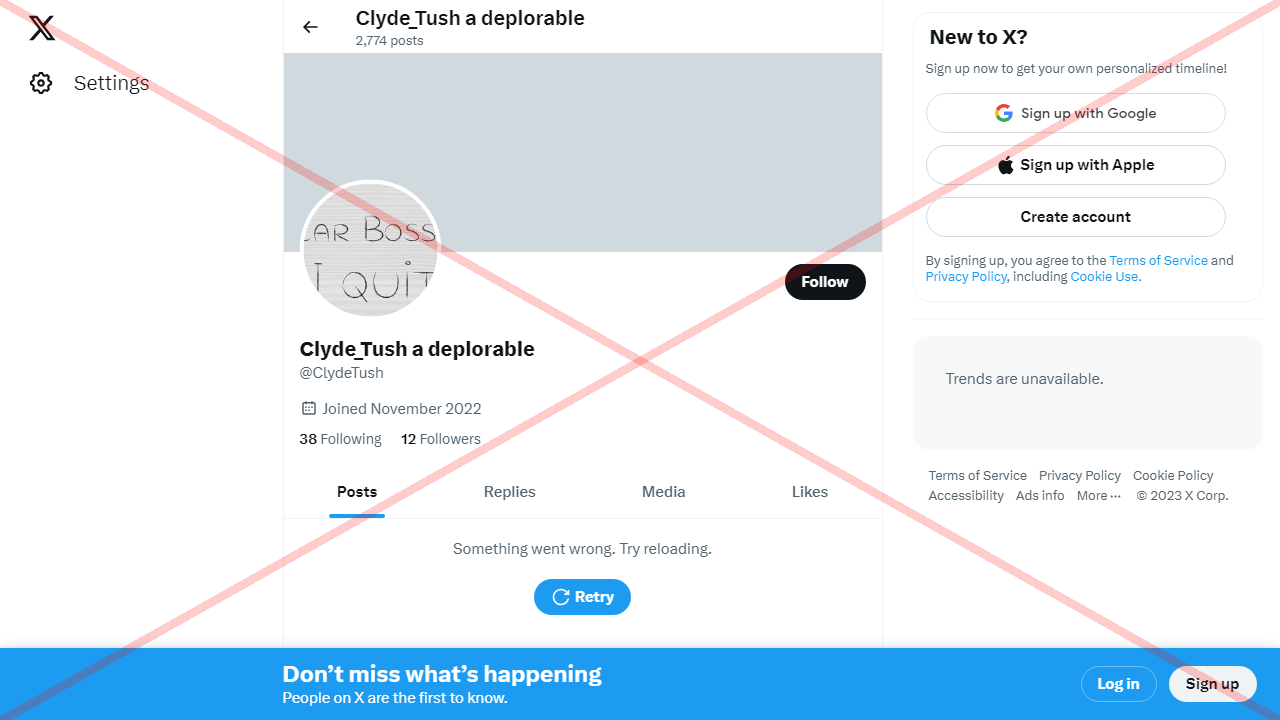 Settings
Clyde_Tush a deplorable
2,774 posts
AR BOSS
I QUIT
Follow
Clyde_Tush a deplorable
@ClydeTush
Joined November 2022
38 Following 12 Followers
Posts Replies Media Likes
Something went wrong. Try reloading.
Retry
New to X?
Sign up now to get your own personalized timeline!
Sign up with Google
Sign up with Apple
Create account
By signing up, you agree to the Terms of Service and
Privacy Policy, including Cookie Use.
Trends are unavailable.
Terms of Service Privacy Policy Cookie Policy
Accessibility Ads info More ··· © 2023 X Corp.
Don’t miss what’s happening
People on X are the first to know.
Log in Sign up